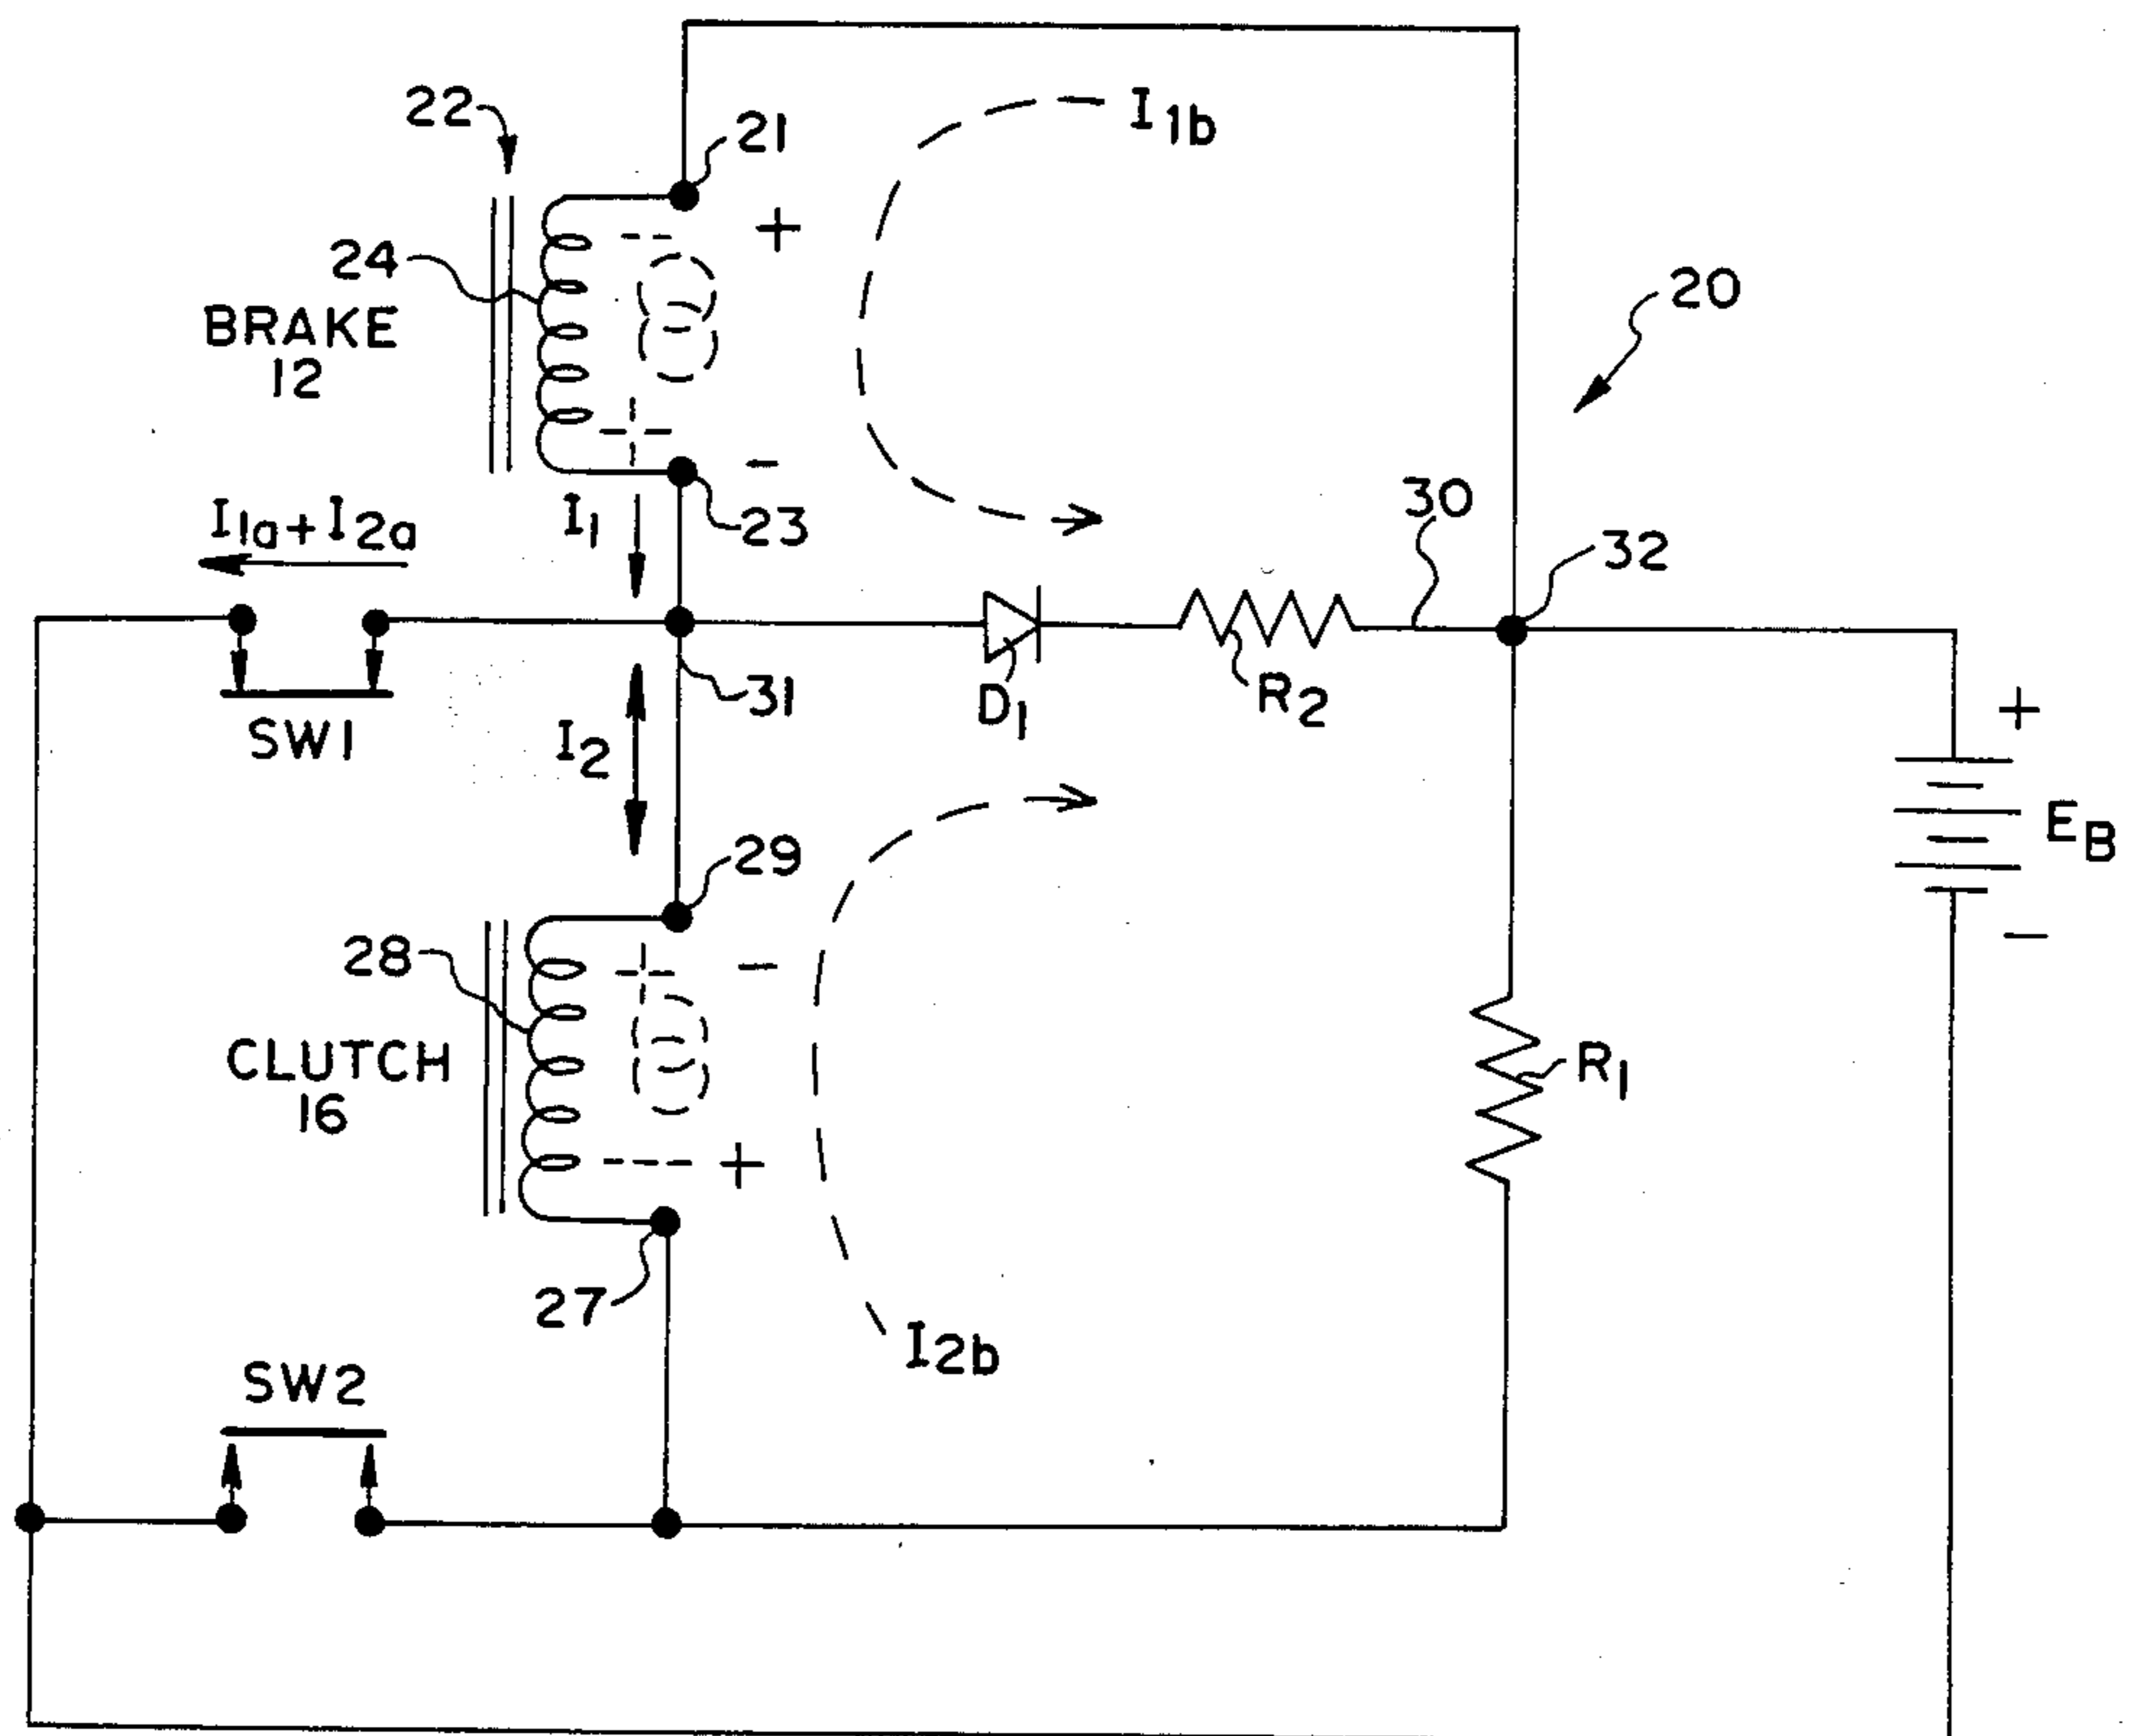 I1b
22
21
+
24
BRAKE
12
20
-
I1a+I2a
I1
23
30
32
SW1
31
D1
R2
+
I2
EB
29
28
-
-
CLUTCH
16
R1
+
27
I2b
SW2